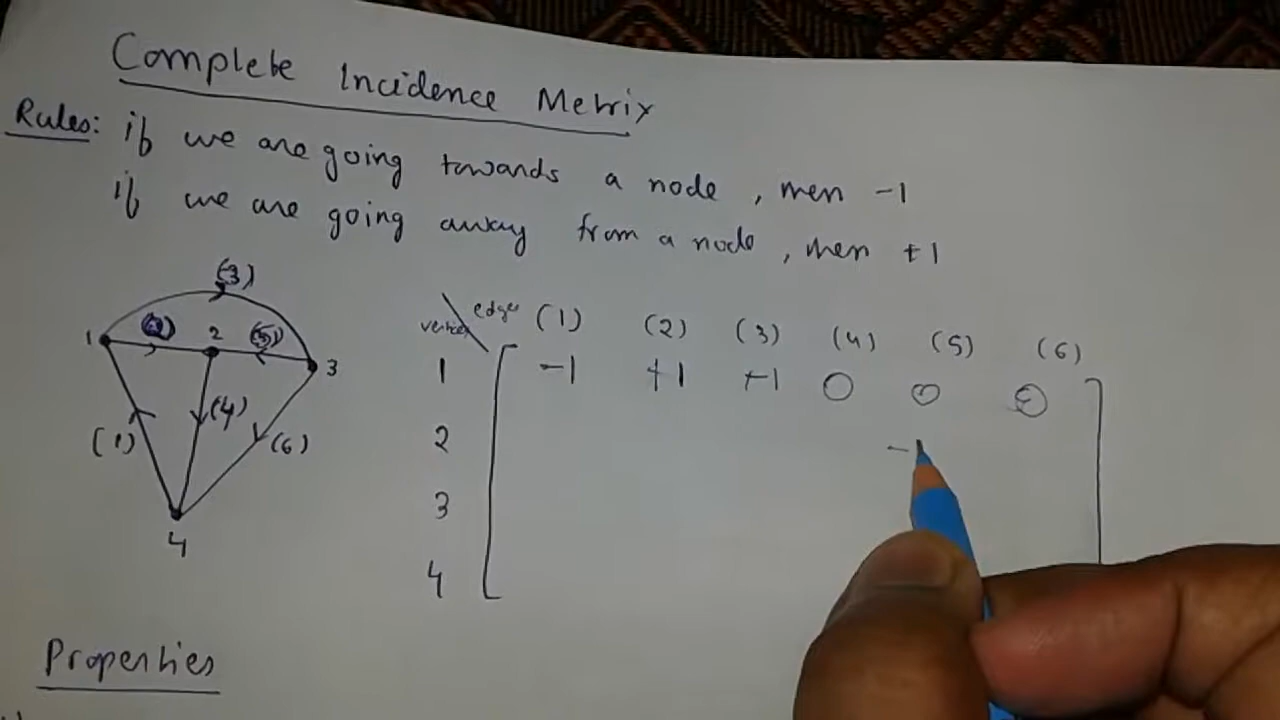 Complete Incidence Metrix
Rules: if we are going towards a node, then -1
if we are going away from a node, then +1
(3)
1 (2) 2 (5) 3
(1) (4) (6)
4
edges (1) (2) (3) (4) (5) (6)
1 -1 +1 +1 0 0 0
2 -1
3
4
Properties